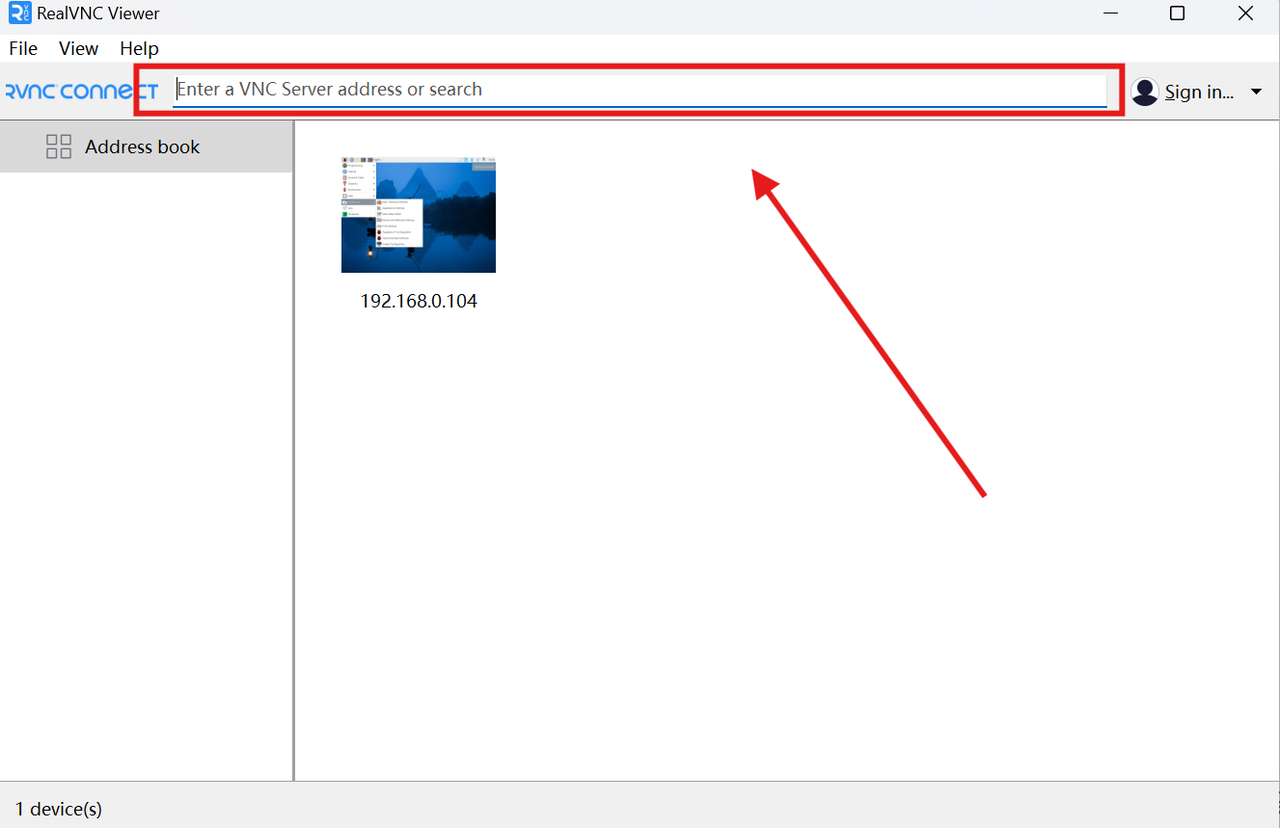 RealVNC Viewer
File View Help
RVNC CONNECT
Enter a VNC Server address or search
Sign in...
Address book
192.168.0.104
1 device(s)